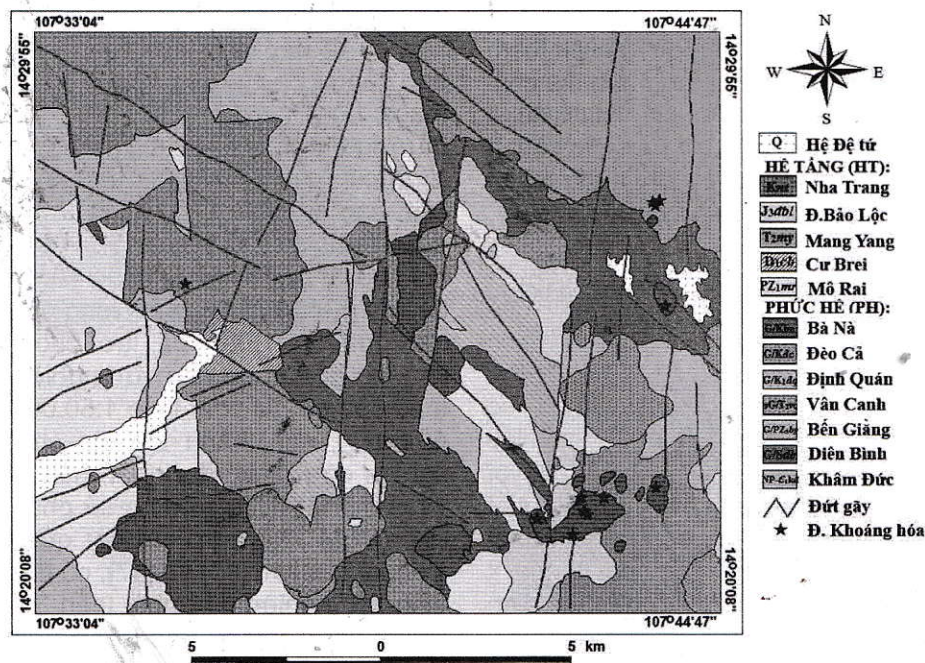 107°33'04" 107°44'47"
14°29'55"
14°29'55"
N
W E
S
Q Hệ Đệ tứ
HỆ TẦNG (HT):
Nha Trang
J3đbl Đ.Bảo Lộc
T2my Mang Yang
Cư Brei
PZ1mr Mô Rai
PHỨC HỆ (PH):
Bà Nà
Đèo Cả
Định Quán
Vân Canh
Bến Giằng
Diên Bình
Khâm Đức
Đứt gãy
Đ. Khoáng hóa
14°20'08"
14°20'08"
107°33'04" 107°44'47"
5 0 5 km